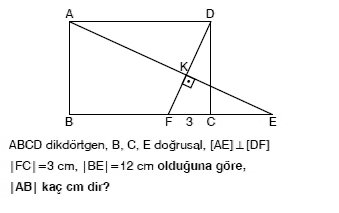 A D
K
B F 3 C E
ABCD dikdörtgen, B, C, E doğrusal, [AE]⊥[DF]
|FC|=3 cm, |BE|=12 cm olduğuna göre,
|AB| kaç cm dir?